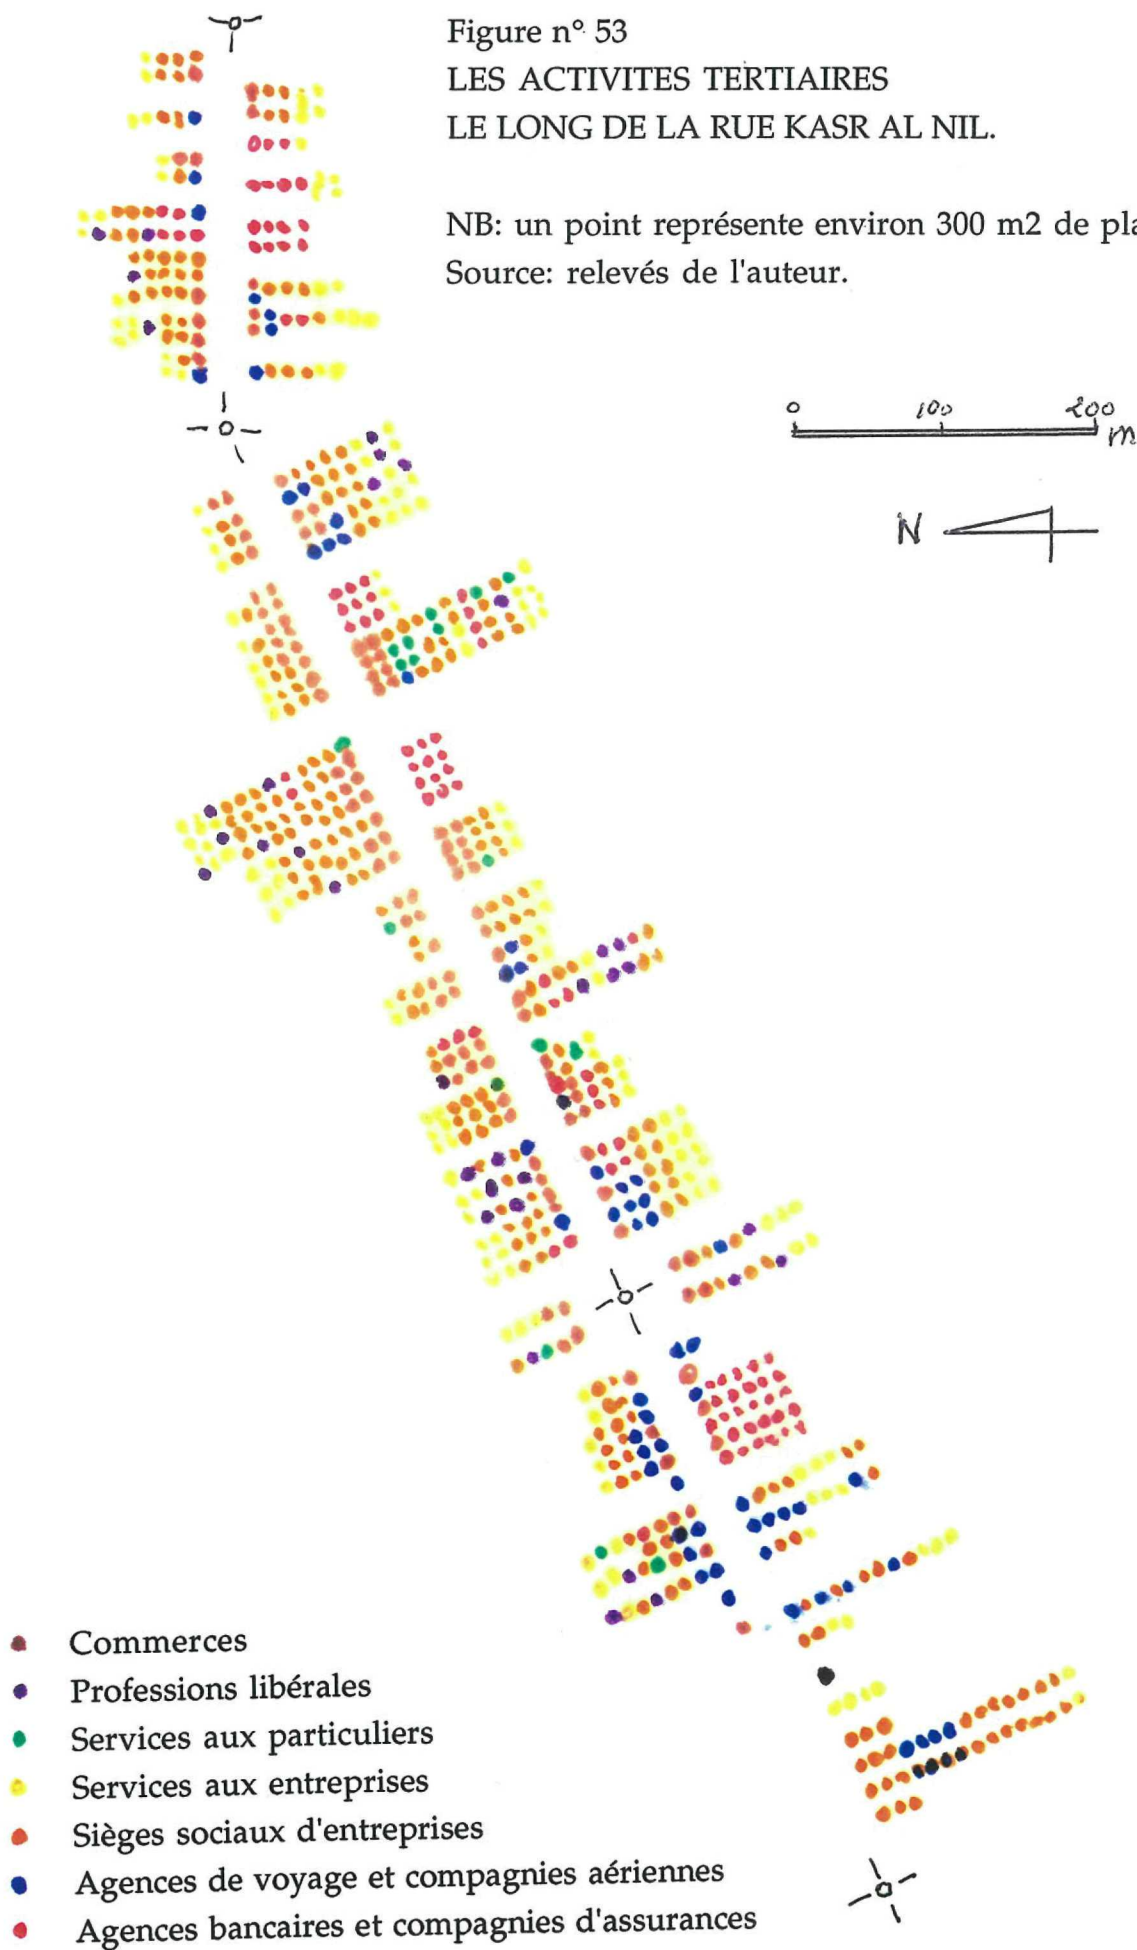 Figure n° 53
LES ACTIVITES TERTIAIRES
LE LONG DE LA RUE KASR AL NIL.
NB: un point représente environ 300 m2 de pla
Source: relevés de l'auteur.
0 100 200 m
N
Commerces
Professions libérales
Services aux particuliers
Services aux entreprises
Sièges sociaux d'entreprises
Agences de voyage et compagnies aériennes
Agences bancaires et compagnies d'assurances